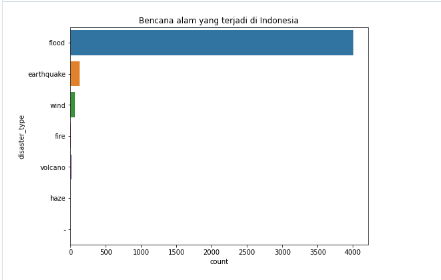 Bencana alam yang terjadi di Indonesia
flood
earthquake
wind
fire
volcano
haze
-
disaster_type
0 500 1000 1500 2000 2500 3000 3500 4000
count